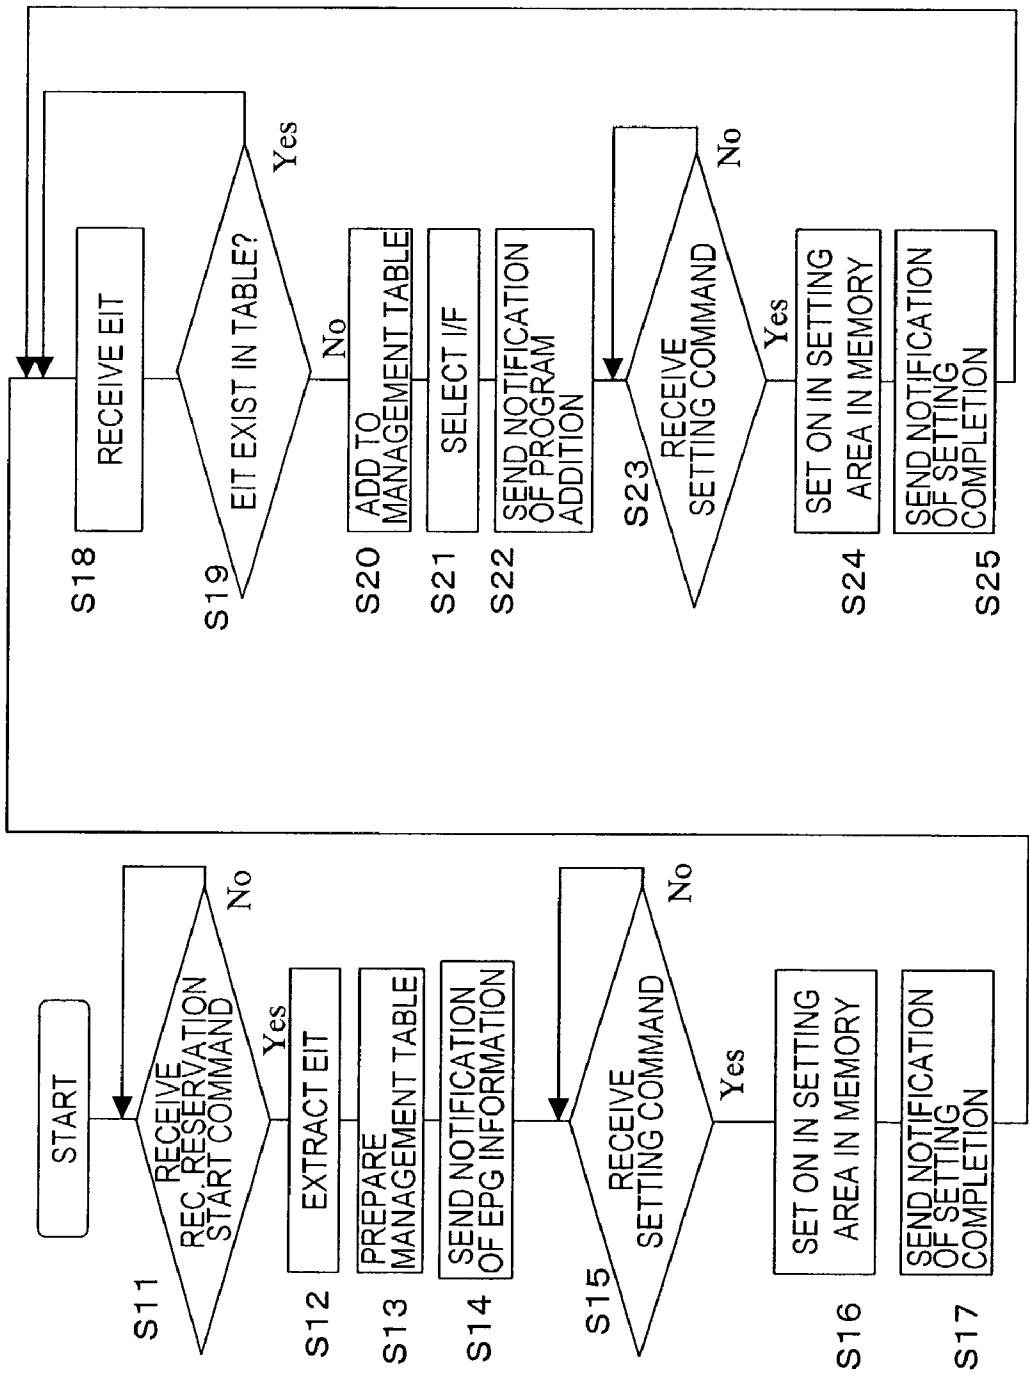 START
S11
RECEIVE
REC. RESERVATION
START COMMAND
No
Yes
S12
EXTRACT EIT
S13
PREPARE
MANAGEMENT TABLE
S14
SEND NOTIFICATION
OF EPG INFORMATION
S15
RECEIVE
SETTING COMMAND
No
Yes
S16
SET ON IN SETTING
AREA IN MEMORY
S17
SEND NOTIFICATION
OF SETTING
COMPLETION
S18
RECEIVE EIT
S19
EIT EXIST IN TABLE?
Yes
No
S20
ADD TO
MANAGEMENT TABLE
S21
SELECT I/F
S22
SEND NOTIFICATION
OF PROGRAM
ADDITION
S23
RECEIVE
SETTING COMMAND
No
Yes
S24
SET ON IN SETTING
AREA IN MEMORY
S25
SEND NOTIFICATION
OF SETTING
COMPLETION